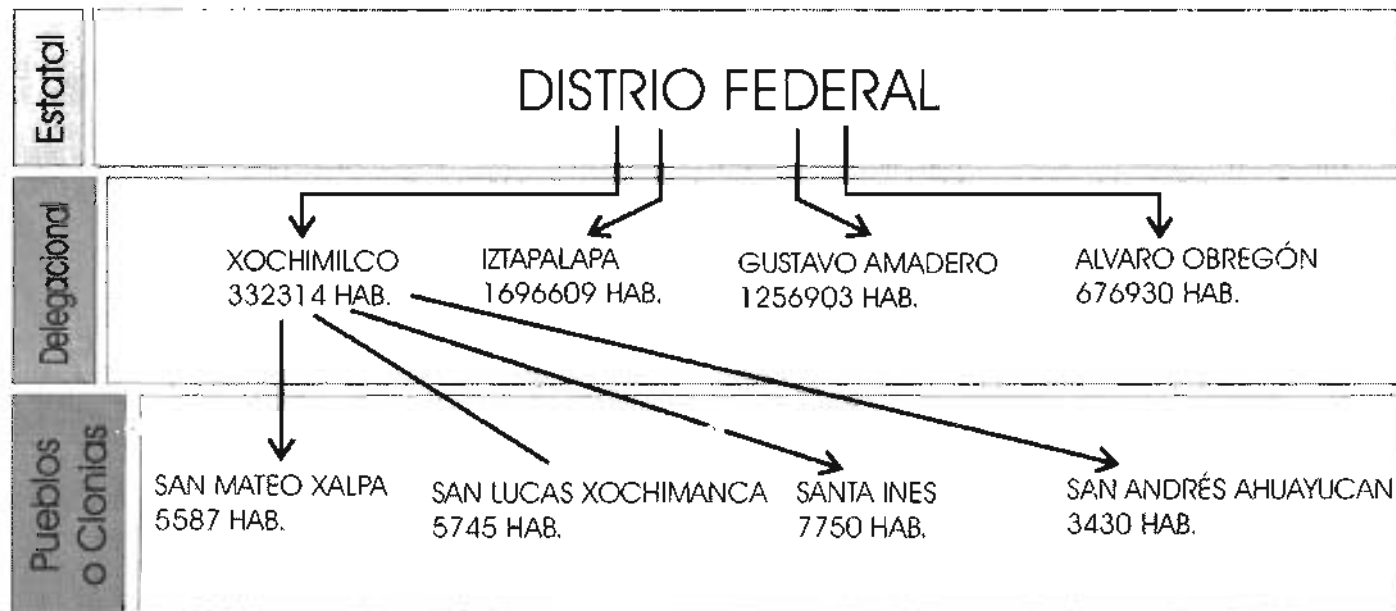 Estatal
DISTRIO FEDERAL
Delegacional
XOCHIMILCO
332314 HAB.
IZTAPALAPA
1696609 HAB.
GUSTAVO AMADERO
1256903 HAB.
ALVARO OBREGÓN
676930 HAB.
Pueblos
o Clonias
SAN MATEO XALPA
5587 HAB.
SAN LUCAS XOCHIMANCA
5745 HAB.
SANTA INES
7750 HAB.
SAN ANDRÉS AHUAYUCAN
3430 HAB.